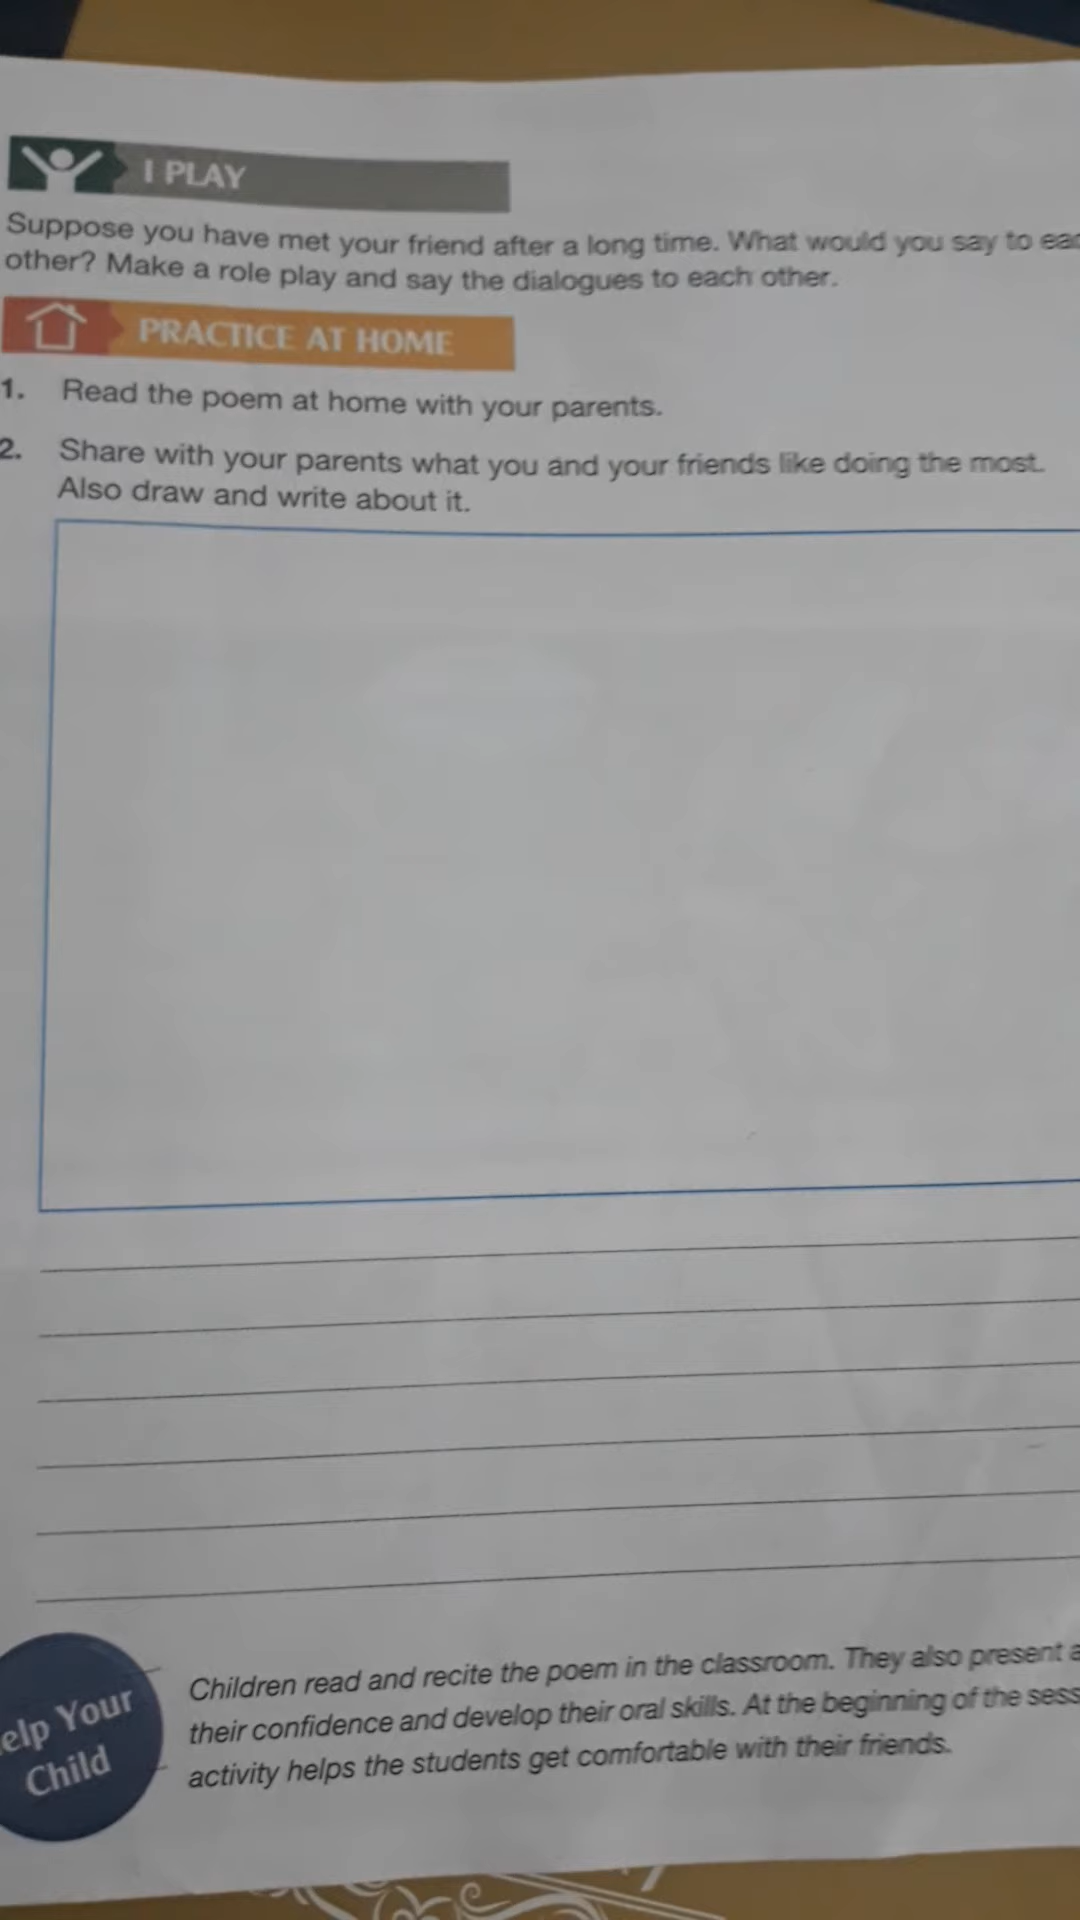 I PLAY
Suppose you have met your friend after a long time. What would you say to
other? Make a role play and say the dialogues to each other.
PRACTICE AT HOME
1. Read the poem at home with your parents.
2. Share with your parents what you and your friends like doing the most.
Also draw and write about it.
Children read and recite the poem in the classroom. They also present
their confidence and develop their oral skills. At the beginning of the
activity helps the students get comfortable with their friends.
elp Your
Child